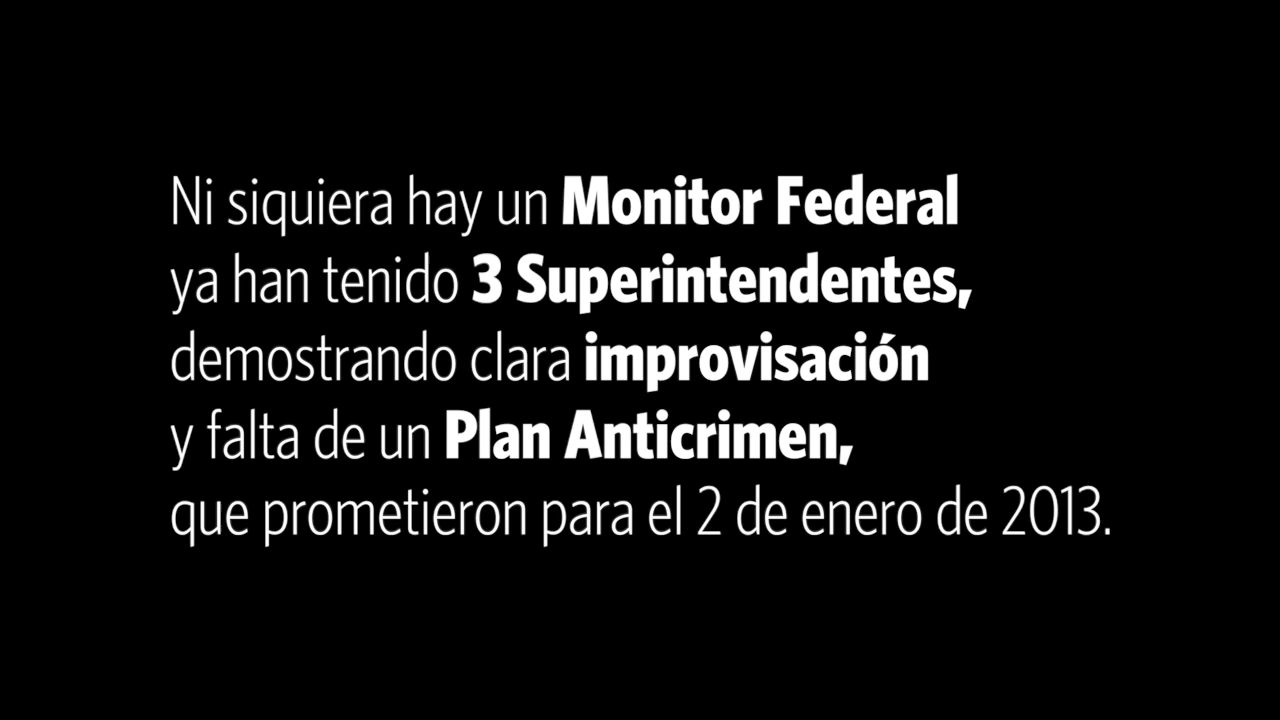 Ni siquiera hay un Monitor Federal
ya han tenido 3 Superintendentes,
demostrando clara improvisación
y falta de un Plan Anticrimen,
que prometieron para el 2 de enero de 2013.